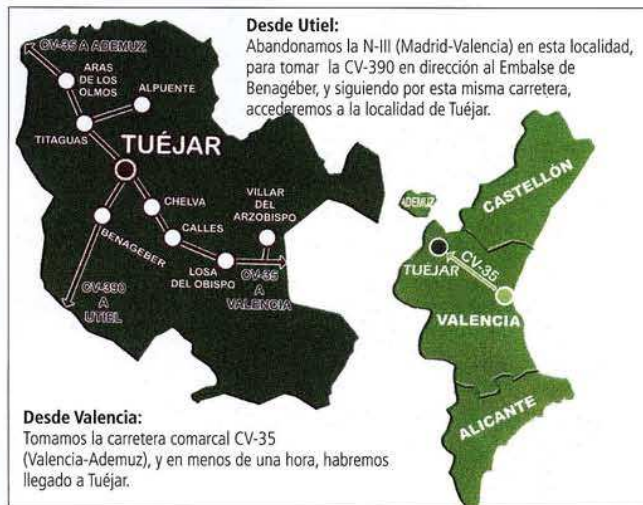 Desde Utiel:
Abandonamos la N-III (Madrid-Valencia) en esta localidad,
para tomar la CV-390 en dirección al Embalse de
Benagéber, y siguiendo por esta misma carretera,
accederemos a la localidad de Tuéjar.
CV-35 A ADEMUZ
ARAS
DE LOS
OLMOS
ALPUENTE
TITAGUAS
TUÉJAR
CHELVA
VILLAR
DEL
ARZOBISPO
CALLES
BENAGEBER
LOSA
DEL OBISPO
CV-35
A
VALENCIA
CV-390
A
UTIEL
CASTELLÓN
ADEMUZ
TUÉJAR
CV-35
VALENCIA
ALICANTE
Desde Valencia:
Tomamos la carretera comarcal CV-35
(Valencia-Ademuz), y en menos de una hora, habremos
llegado a Tuéjar.